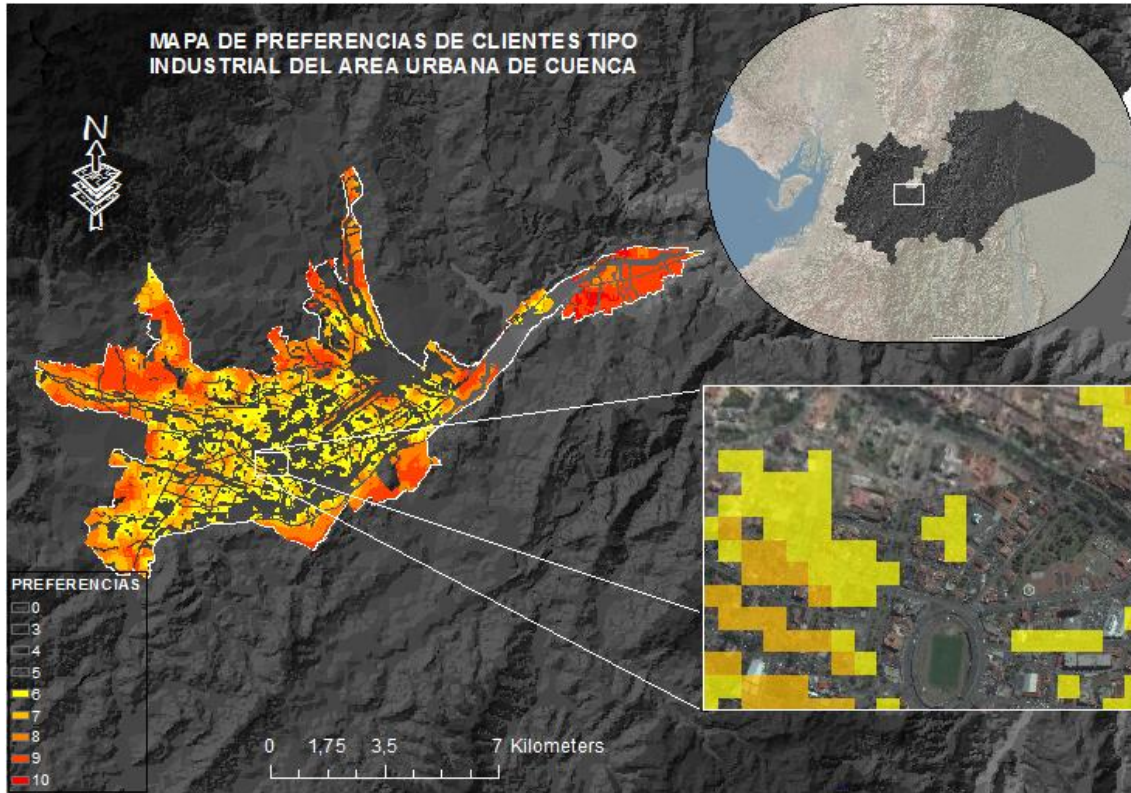 MAPA DE PREFERENCIAS DE CLIENTES TIPO
INDUSTRIAL DEL AREA URBANA DE CUENCA
N
PREFERENCIAS
0
3
4
5
6
7
8
9
10
0 1,75 3,5 7 Kilometers